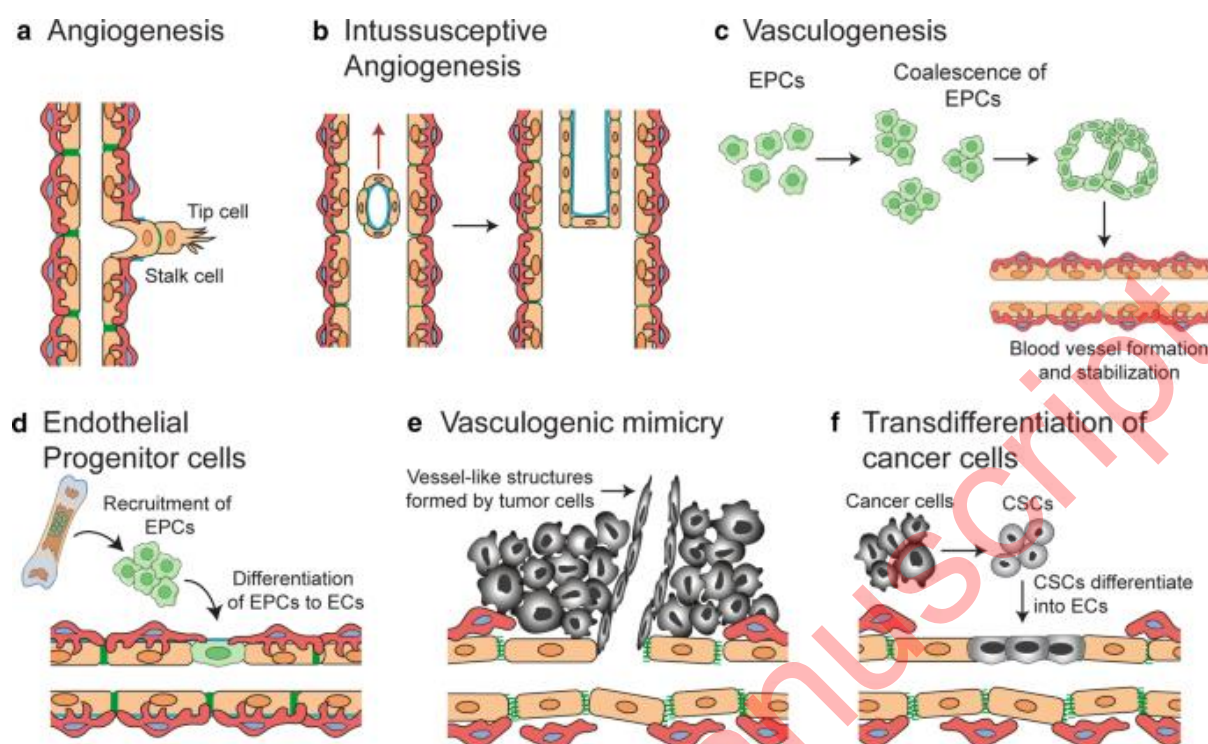 a Angiogenesis
Tip cell
Stalk cell
b Intussusceptive
Angiogenesis
c Vasculogenesis
EPCs
Coalescence of
EPCs
Blood vessel formation
and stabilization
d Endothelial
Progenitor cells
Recruitment of
EPCs
Differentiation
of EPCs to ECs
e Vasculogenic mimicry
Vessel-like structures
formed by tumor cells
f Transdifferentiation of
cancer cells
Cancer cells
CSCs
CSCs differentiate
into ECs
nuscript